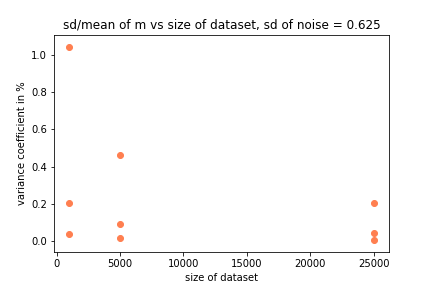 sd/mean of m vs size of dataset, sd of noise = 0.625
variance coefficient in %
1.0
0.8
0.6
0.4
0.2
0.0
0 5000 10000 15000 20000 25000
size of dataset